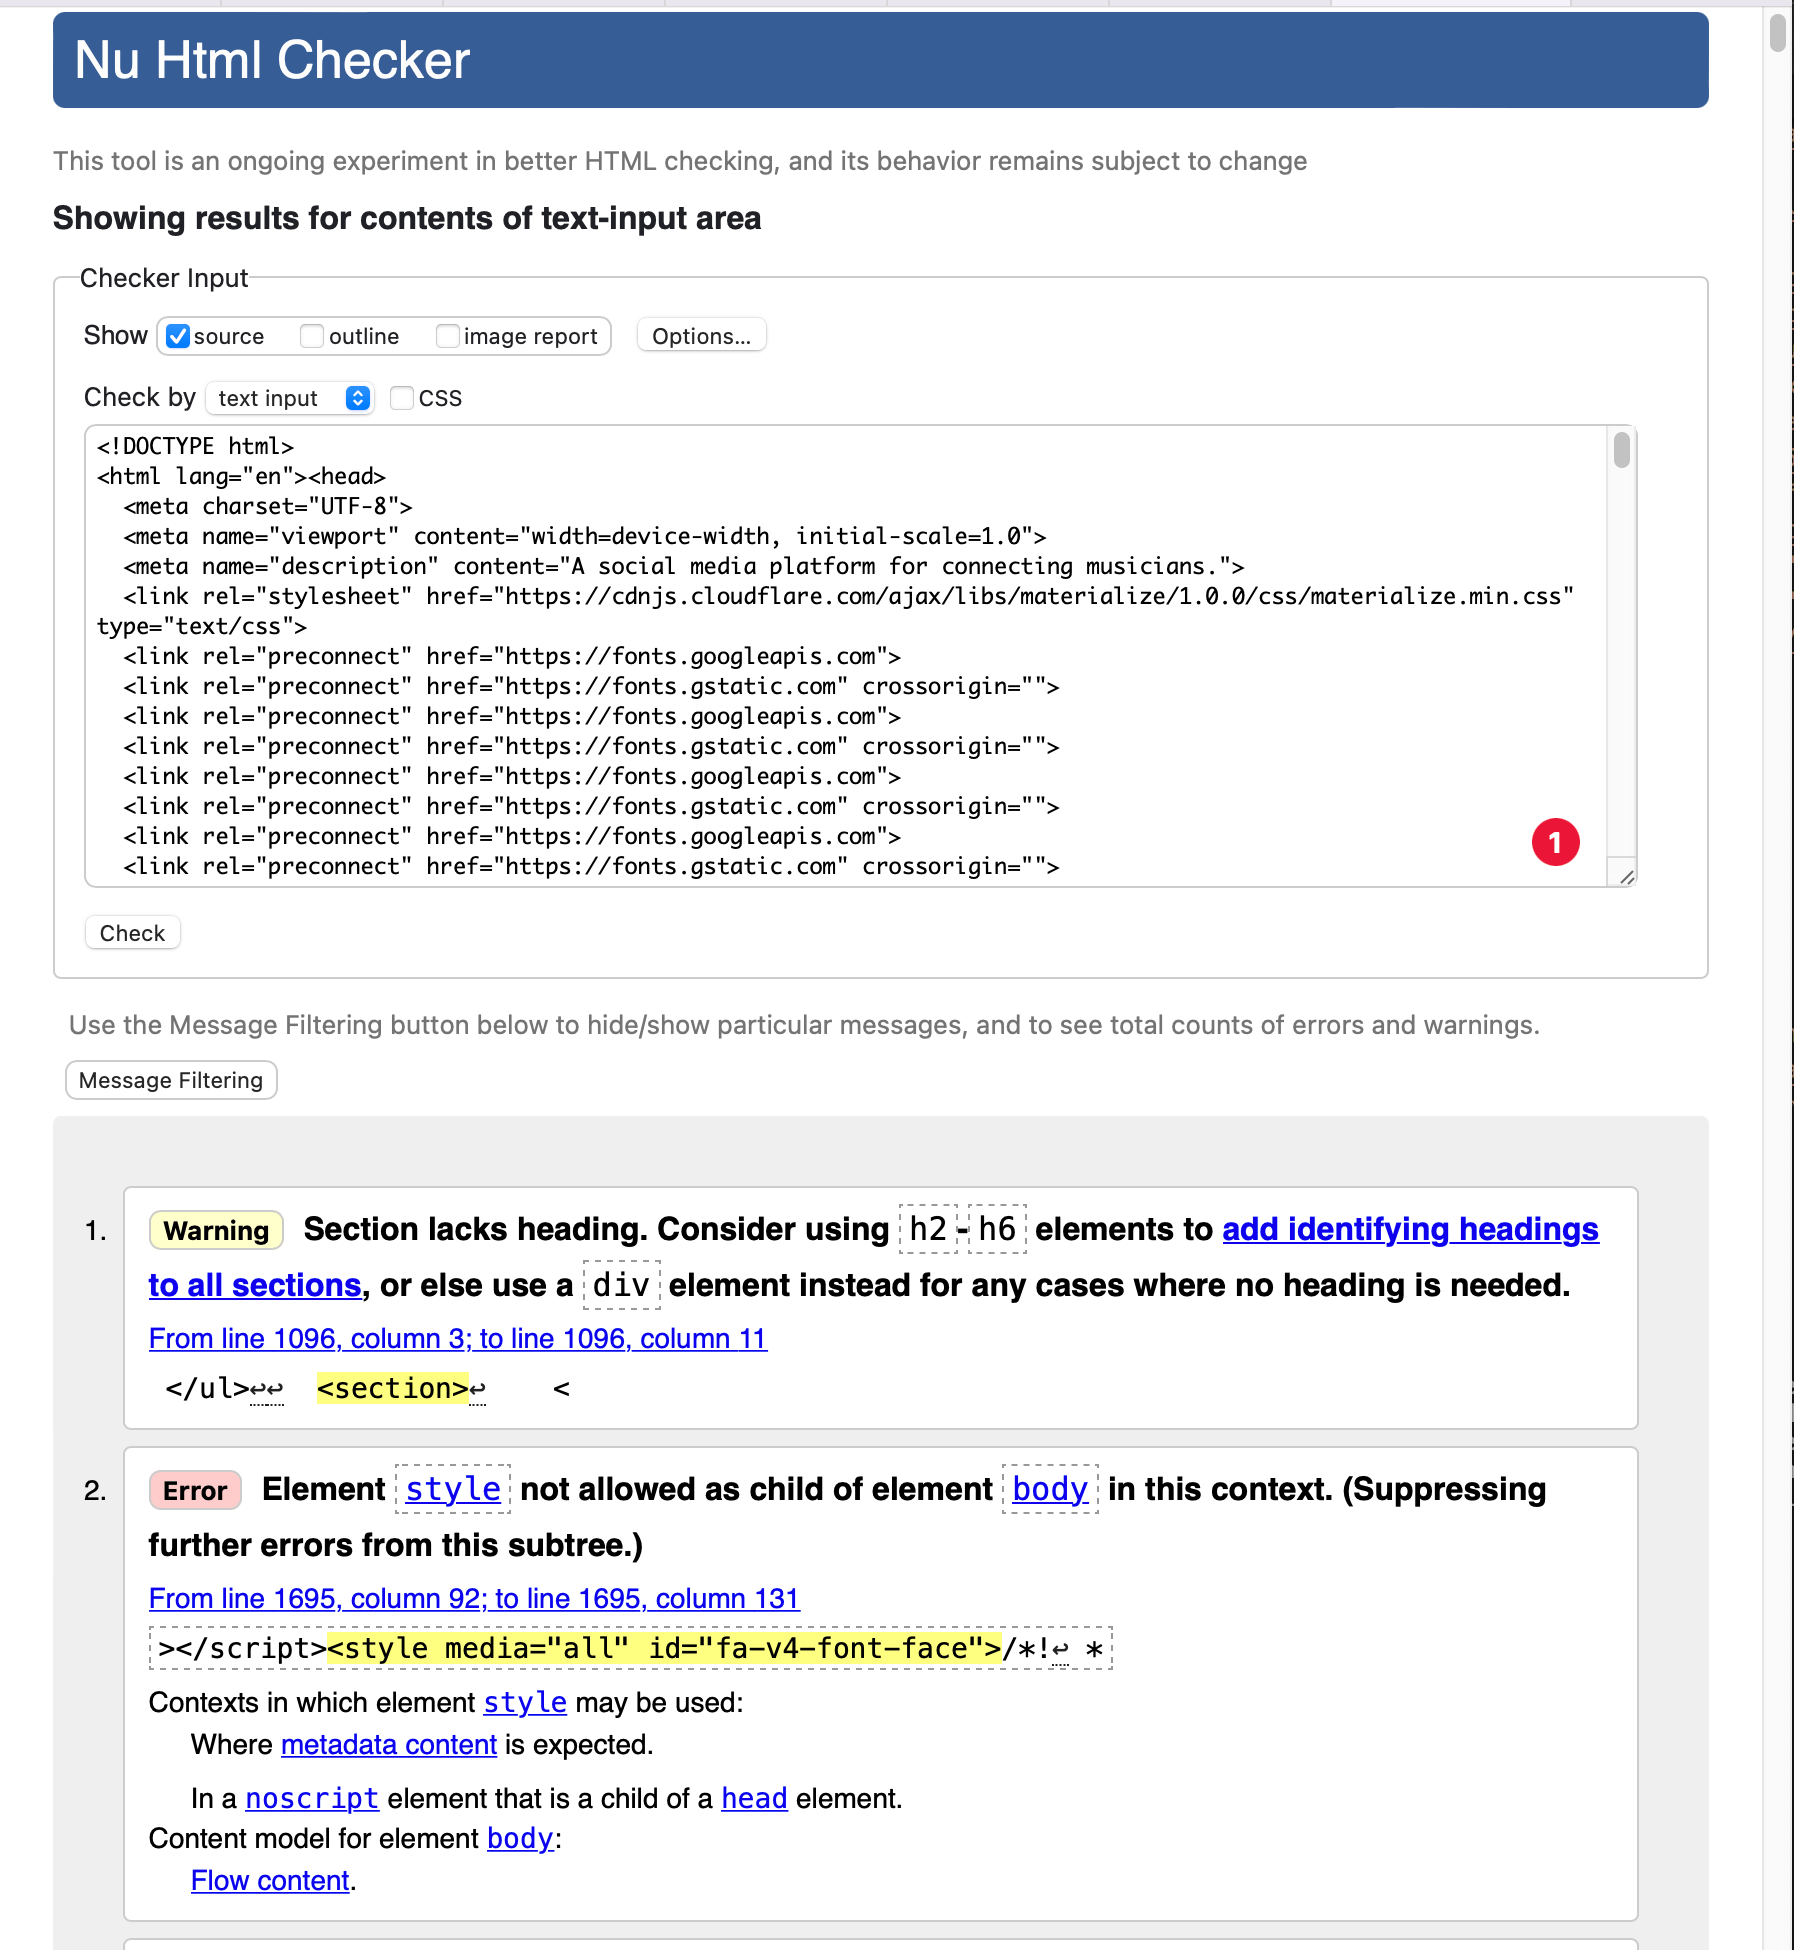 Nu Html Checker
This tool is an ongoing experiment in better HTML checking, and its behavior remains subject to change
Showing results for contents of text-input area
Checker Input
Show source outline image report Options...
Check by text input CSS
<!DOCTYPE html>
<html lang="en"><head>
  <meta charset="UTF-8">
  <meta name="viewport" content="width=device-width, initial-scale=1.0">
  <meta name="description" content="A social media platform for connecting musicians.">
  <link rel="stylesheet" href="https://cdnjs.cloudflare.com/ajax/libs/materialize/1.0.0/css/materialize.min.css"
type="text/css">
  <link rel="preconnect" href="https://fonts.googleapis.com">
  <link rel="preconnect" href="https://fonts.gstatic.com" crossorigin="">
  <link rel="preconnect" href="https://fonts.googleapis.com">
  <link rel="preconnect" href="https://fonts.gstatic.com" crossorigin="">
  <link rel="preconnect" href="https://fonts.googleapis.com">
  <link rel="preconnect" href="https://fonts.gstatic.com" crossorigin="">
  <link rel="preconnect" href="https://fonts.googleapis.com">
  <link rel="preconnect" href="https://fonts.gstatic.com" crossorigin="">
1
Check
Use the Message Filtering button below to hide/show particular messages, and to see total counts of errors and warnings.
Message Filtering
1. Warning Section lacks heading. Consider using h2-h6 elements to add identifying headings
to all sections, or else use a div element instead for any cases where no heading is needed.
From line 1096, column 3; to line 1096, column 11
</ul>↩↩  <section>↩    <
2. Error Element style not allowed as child of element body in this context. (Suppressing
further errors from this subtree.)
From line 1695, column 92; to line 1695, column 131
></script><style media="all" id="fa-v4-font-face">/*!↩ *
Contexts in which element style may be used:
Where metadata content is expected.
In a noscript element that is a child of a head element.
Content model for element body:
Flow content.